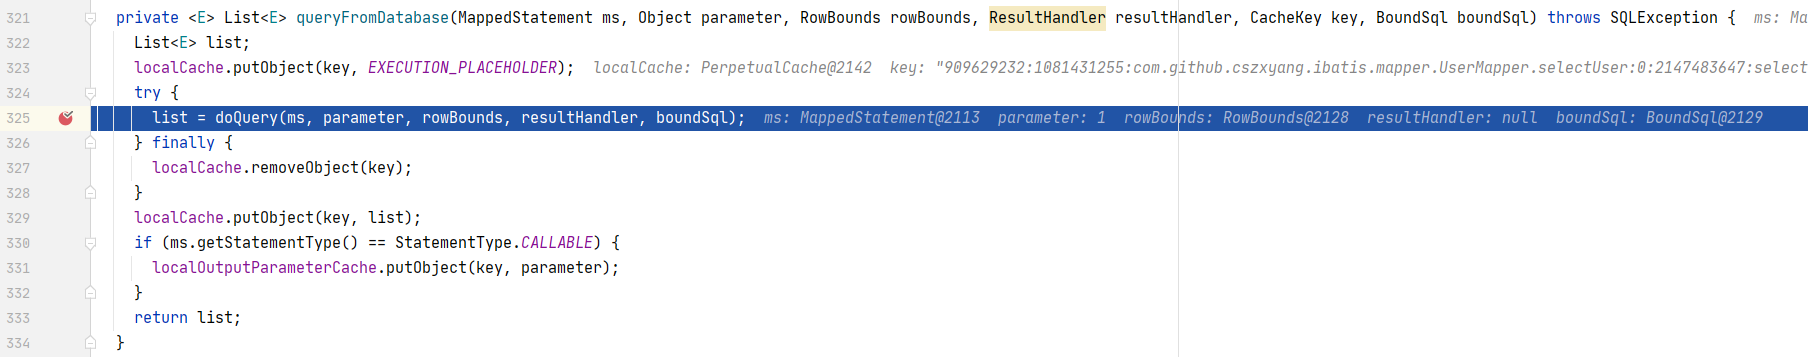 321 private <E> List<E> queryFromDatabase(MappedStatement ms, Object parameter, RowBounds rowBounds, ResultHandler resultHandler, CacheKey key, BoundSql boundSql) throws SQLException { ms: Ma
322 List<E> list;
323 localCache.putObject(key, EXECUTION_PLACEHOLDER); localCache: PerpetualCache@2142 key: "909629232:1081431255:com.github.cszxyang.ibatis.mapper.UserMapper.selectUser:0:2147483647:select
324 try {
325 list = doQuery(ms, parameter, rowBounds, resultHandler, boundSql); ms: MappedStatement@2113 parameter: 1 rowBounds: RowBounds@2128 resultHandler: null boundSql: BoundSql@2129
326 } finally {
327 localCache.removeObject(key);
328 }
329 localCache.putObject(key, list);
330 if (ms.getStatementType() == StatementType.CALLABLE) {
331 localOutputParameterCache.putObject(key, parameter);
332 }
333 return list;
334 }